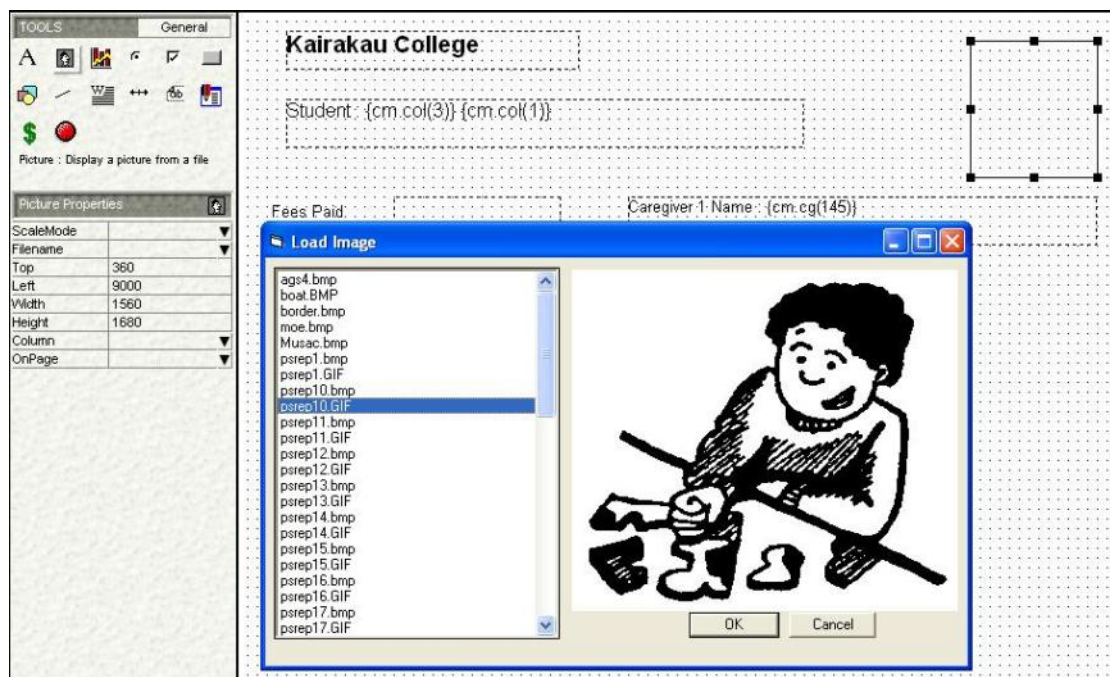 TOOLS General
A
W
ab
$
Picture : Display a picture from a file
Picture Properties
ScaleMode
Filename
Top 360
Left 9000
Width 1560
Height 1680
Column
OnPage
Kairakau College
Student : {cm.col(3)} {cm.col(1)}
Fees Paid: Caregiver 1 Name : {cm.cg(145)}
Load Image
ags4.bmp
boat.BMP
border.bmp
moe.bmp
Musac.bmp
psrep1.bmp
psrep1.GIF
psrep10.bmp
psrep10.GIF
psrep11.bmp
psrep11.GIF
psrep12.bmp
psrep12.GIF
psrep13.bmp
psrep13.GIF
psrep14.bmp
psrep14.GIF
psrep15.bmp
psrep15.GIF
psrep16.bmp
psrep16.GIF
psrep17.bmp
psrep17.GIF
OK Cancel